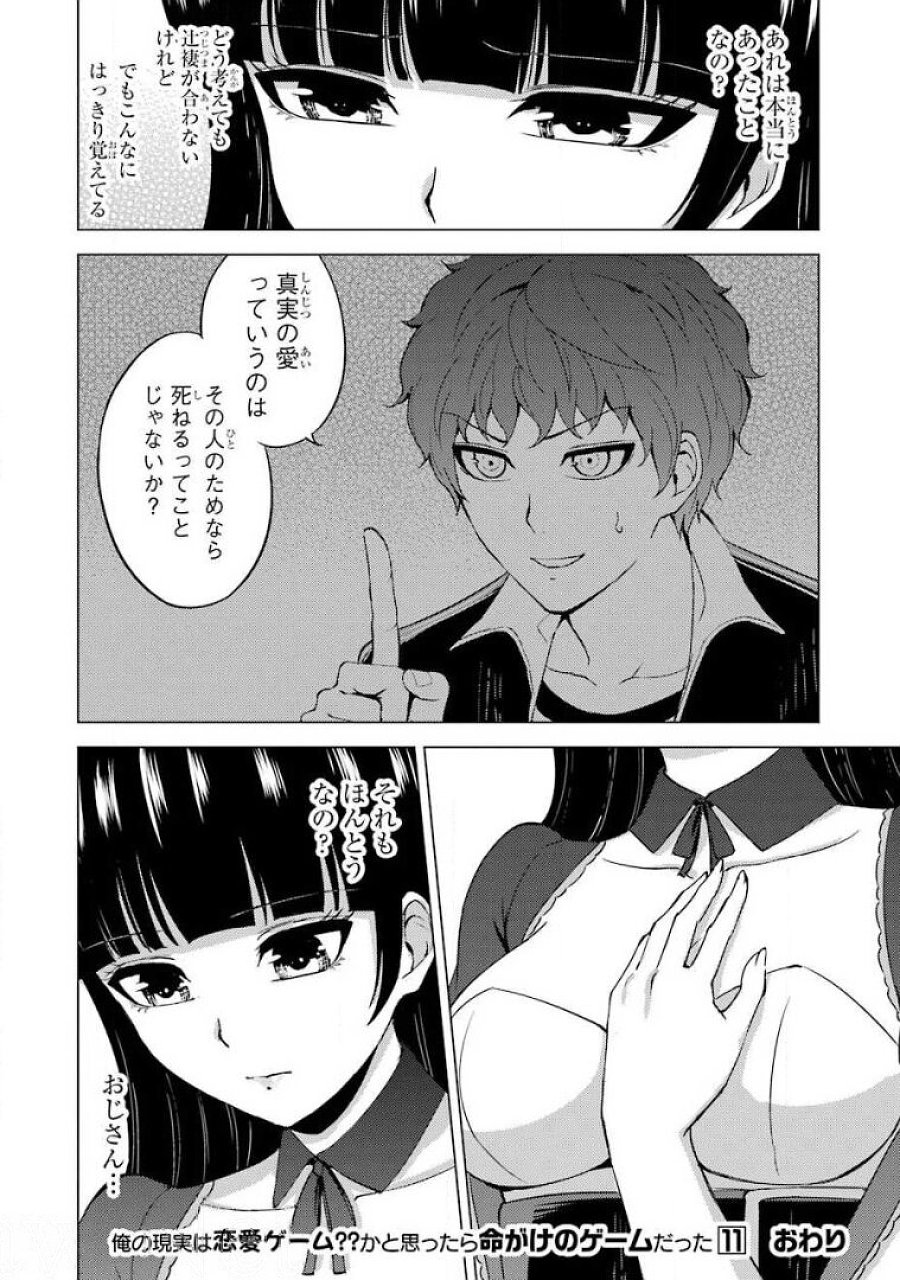 あれは本当に
あったこと
なの？
どう考えても
辻褄が合わない
けれど
でもこんなに
はっきり覚えてる
真実の愛
っていうのは
その人のためなら
死ねるってこと
じゃないか？
それも
ほんとう
なの？
おじさん…
俺の現実は恋愛ゲーム??かと思ったら命がけのゲームだった 11 おわり